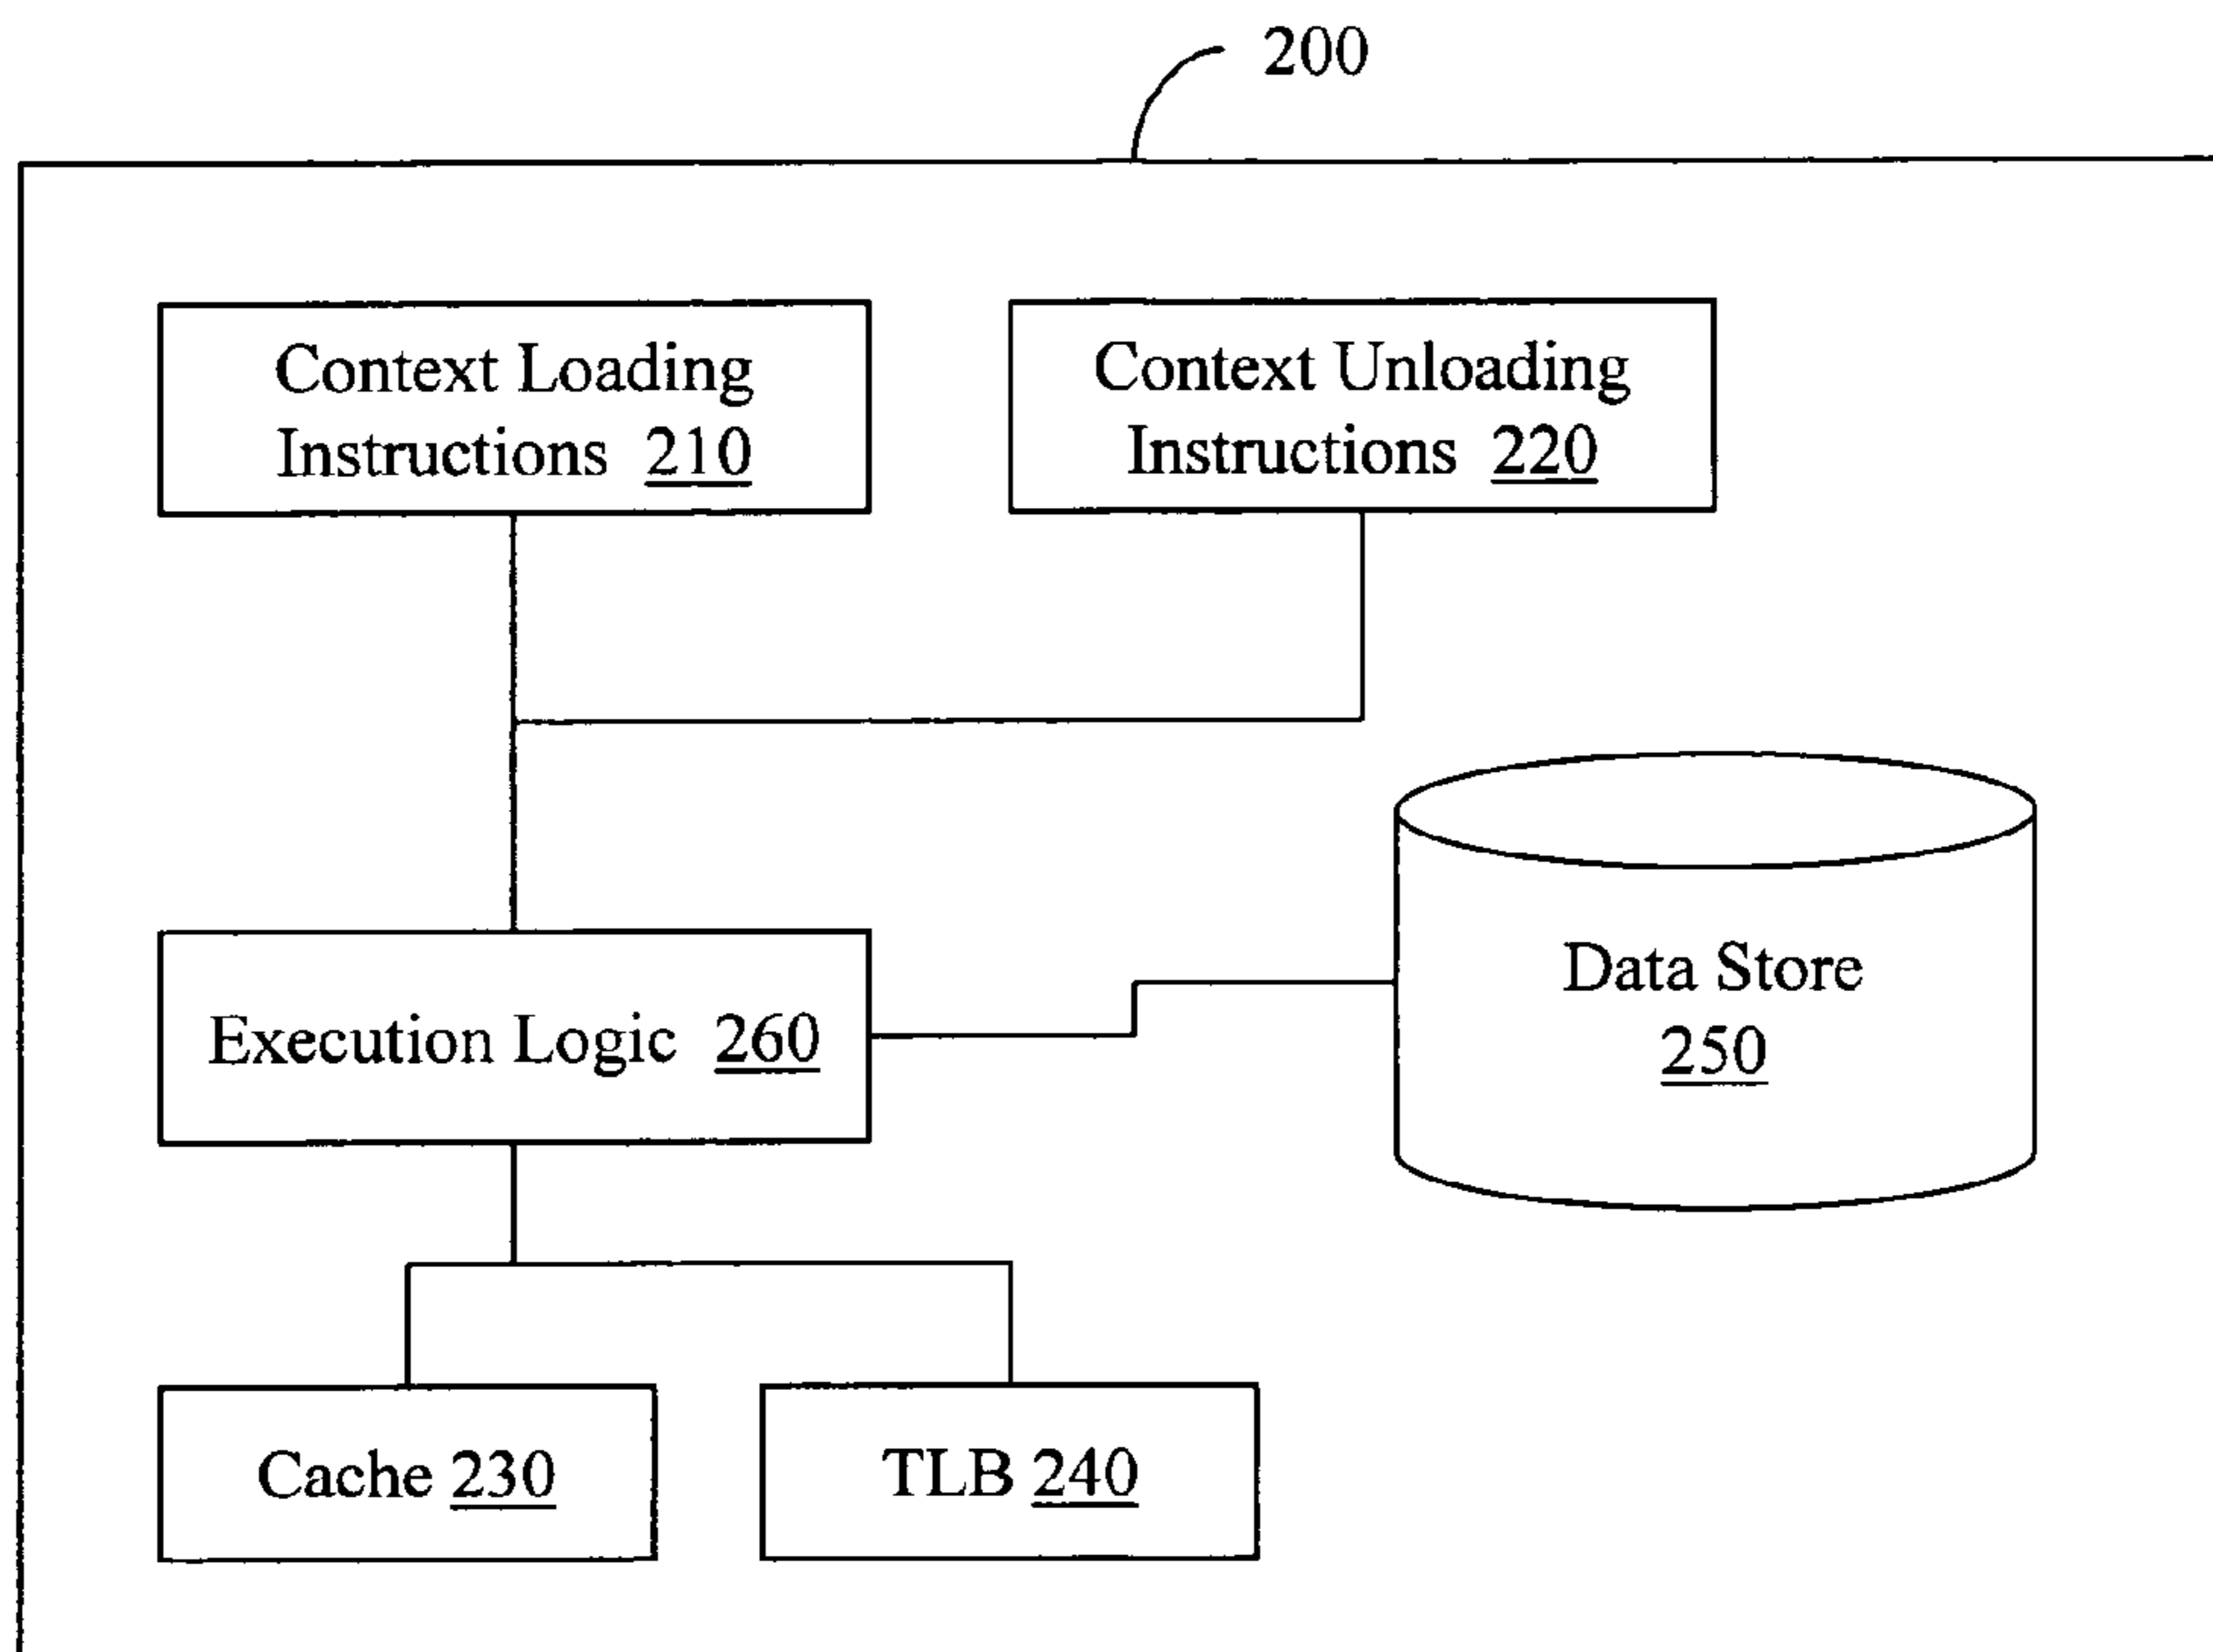 200
Context Loading
Instructions 210
Context Unloading
Instructions 220
Data Store
250
Execution Logic 260
Cache 230
TLB 240